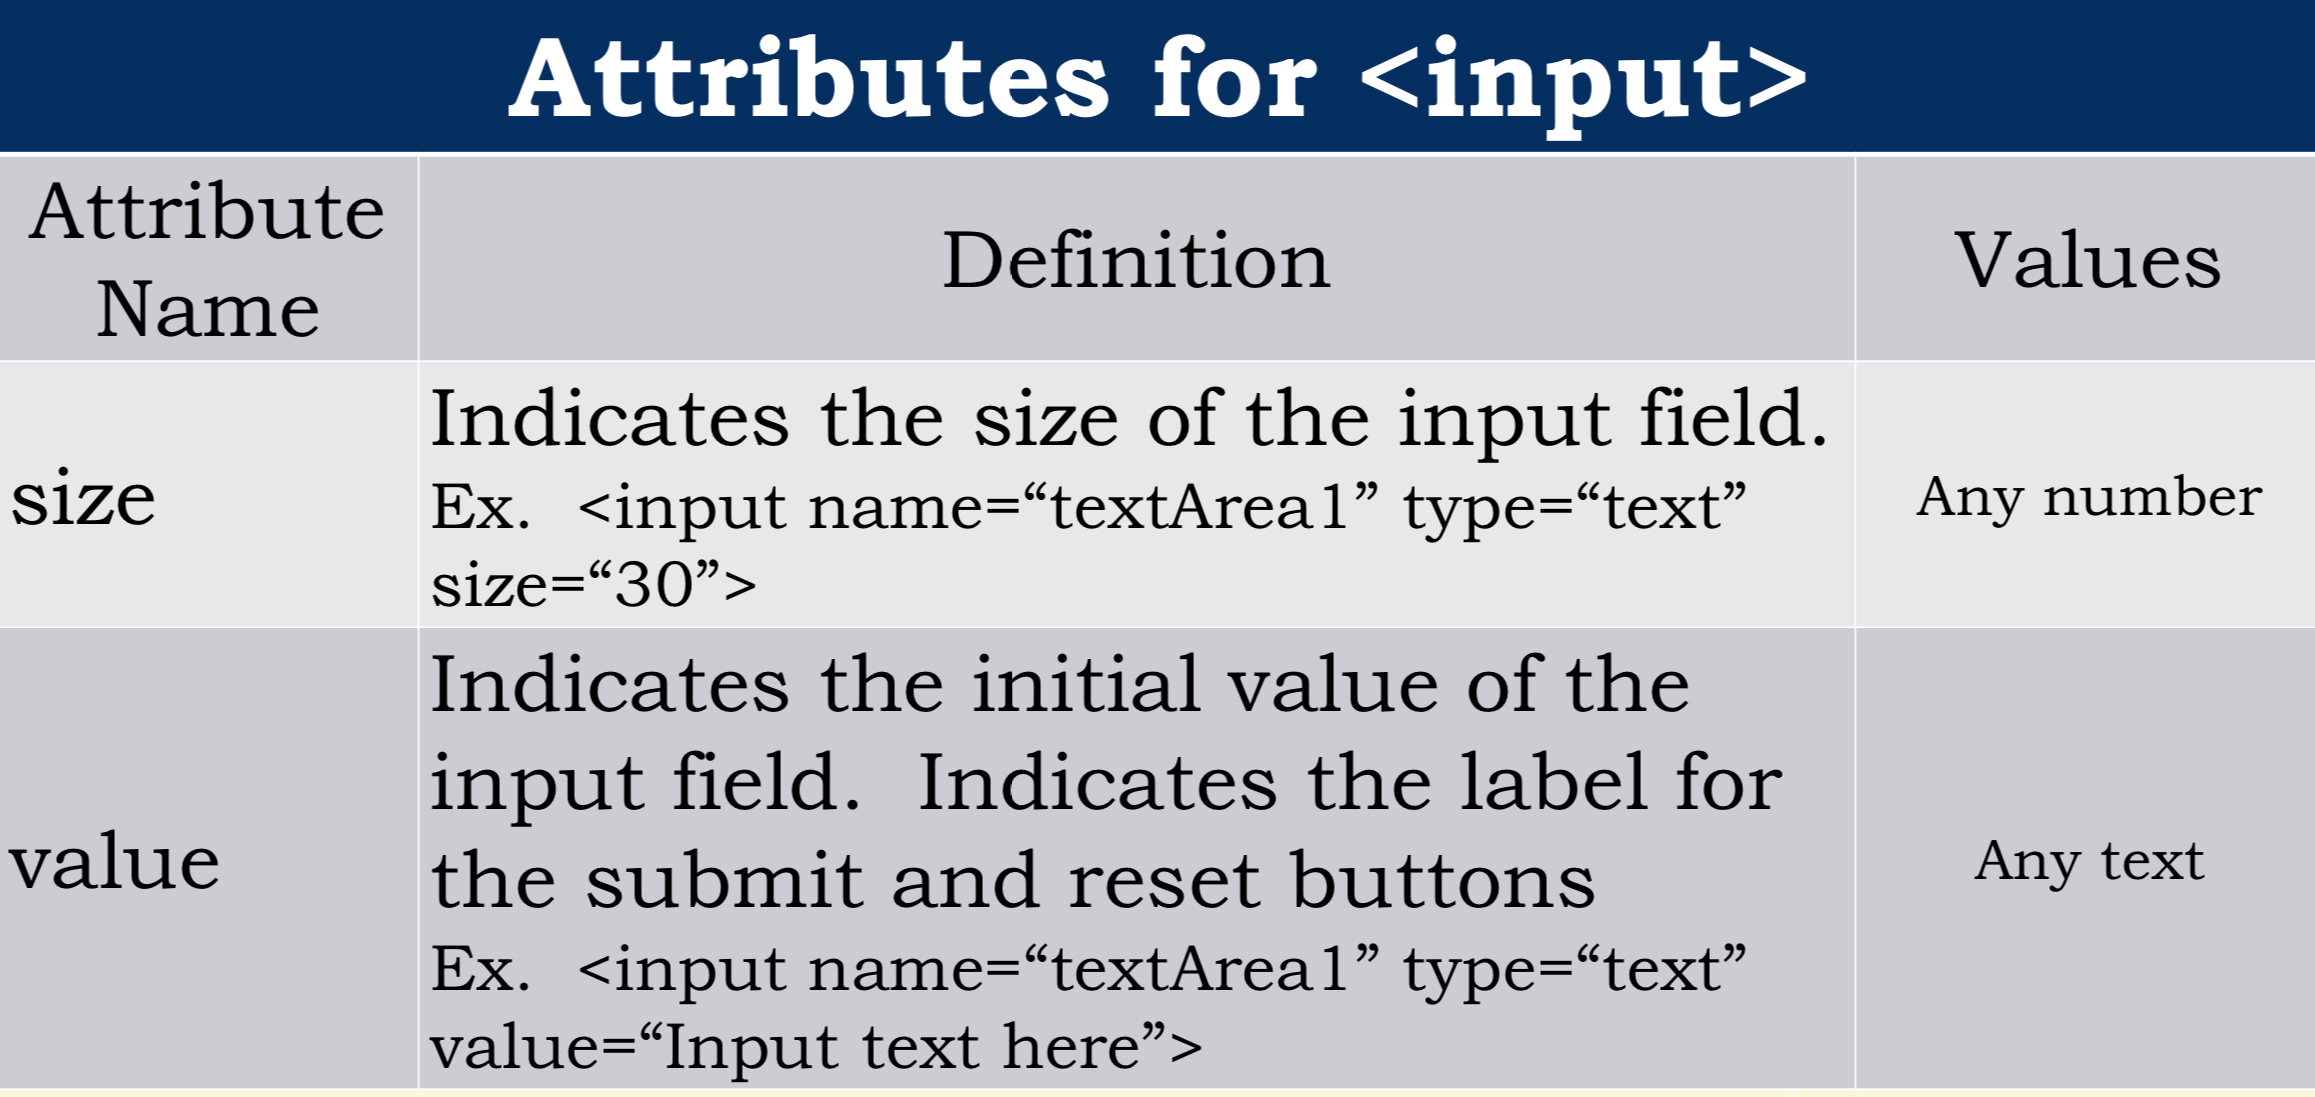 Attributes for <input>
Attribute
Name
Definition
Values
size
Indicates the size of the input field.
Ex.  <input name=“textArea1” type=“text”
size=“30”>
Any number
value
Indicates the initial value of the
input field.  Indicates the label for
the submit and reset buttons
Ex.  <input name=“textArea1” type=“text”
value=“Input text here”>
Any text